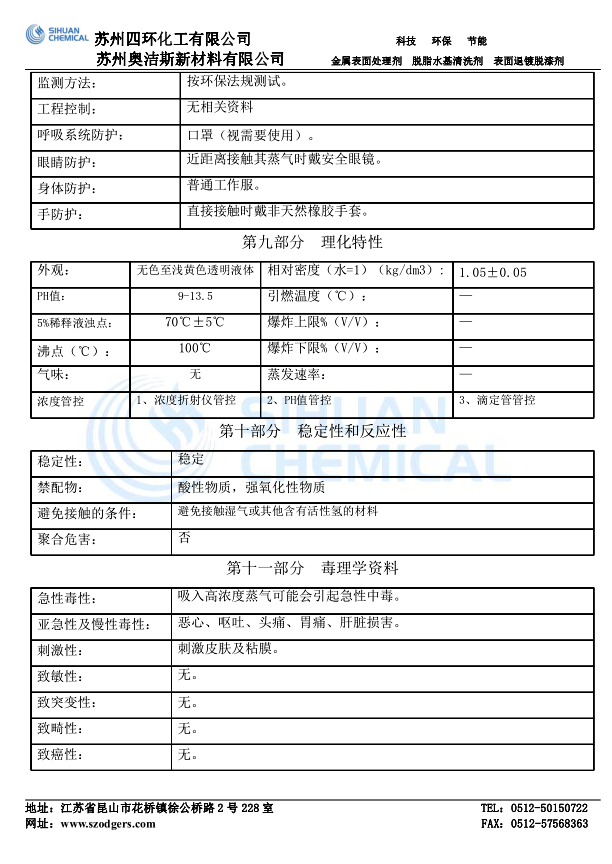 SIHUAN
CHEMICAL
苏州四环化工有限公司
科技 环保 节能
苏州奥洁斯新材料有限公司
金属表面处理剂 脱脂水基清洗剂 表面退镀脱漆剂
监测方法： 按环保法规测试。
工程控制： 无相关资料
呼吸系统防护： 口罩（视需要使用）。
眼睛防护： 近距离接触其蒸气时戴安全眼镜。
身体防护： 普通工作服。
手防护： 直接接触时戴非天然橡胶手套。
第九部分 理化特性
外观： 无色至浅黄色透明液体 相对密度（水=1）（kg/dm3）： 1.05±0.05
PH值： 9-13.5 引燃温度（℃）： —
5%稀释液浊点： 70℃±5℃ 爆炸上限%（V/V）： —
沸点（℃）： 100℃ 爆炸下限%（V/V）： —
气味： 无 蒸发速率： —
浓度管控 1、浓度折射仪管控 2、PH值管控 3、滴定管管控
SIHUAN
CHEMICAL
第十部分 稳定性和反应性
稳定性： 稳定
禁配物： 酸性物质，强氧化性物质
避免接触的条件： 避免接触湿气或其他含有活性氢的材料
聚合危害： 否
第十一部分 毒理学资料
急性毒性： 吸入高浓度蒸气可能会引起急性中毒。
亚急性及慢性毒性： 恶心、呕吐、头痛、胃痛、肝脏损害。
刺激性： 刺激皮肤及粘膜。
致敏性： 无。
致突变性： 无。
致畸性： 无。
致癌性： 无。
地址：江苏省昆山市花桥镇徐公桥路 2 号 228 室 TEL：0512-50150722
网址：www.szodgers.com FAX：0512-57568363